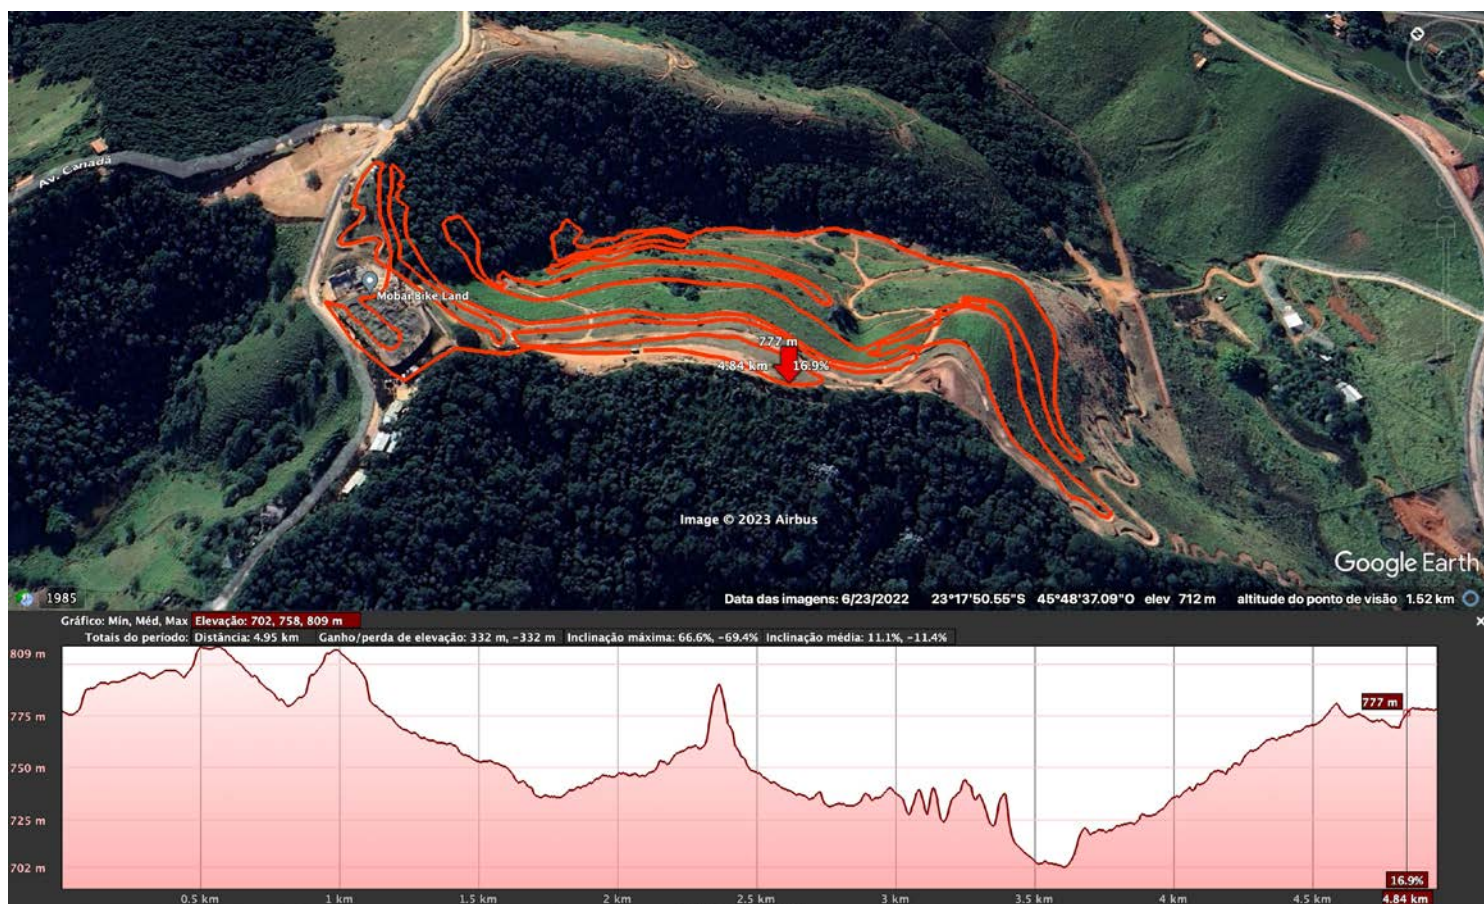 Av. Canadá
Mobai Bike Land
777 m
4.84 km 16.9%
Image © 2023 Airbus
Google Earth
1985
Data das imagens: 6/23/2022 23°17'50.55"S 45°48'37.09"O elev 712 m altitude do ponto de visão 1.52 km
Gráfico: Mín, Méd, Max Elevação: 702, 758, 809 m
Totais do período: Distância: 4.95 km Ganho/perda de elevação: 332 m, -332 m Inclinação máxima: 66.6%, -69.4% Inclinação média: 11.1%, -11.4%
809 m
777 m
775 m
750 m
725 m
702 m
16.9%
0.5 km 1 km 1.5 km 2 km 2.5 km 3 km 3.5 km 4 km 4.5 km 4.84 km